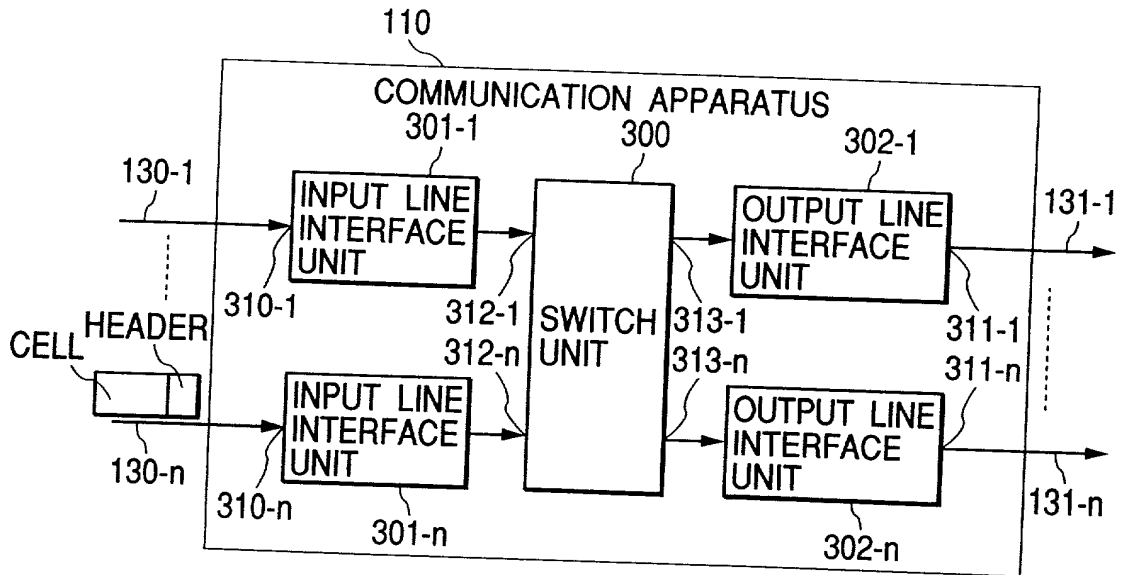 110
COMMUNICATION APPARATUS
301-1
300
302-1
130-1
INPUT LINE
INTERFACE
UNIT
OUTPUT LINE
INTERFACE
UNIT
131-1
310-1
312-1
313-1
311-1
SWITCH
UNIT
HEADER
CELL
312-n
313-n
311-n
INPUT LINE
INTERFACE
UNIT
OUTPUT LINE
INTERFACE
UNIT
130-n
310-n
301-n
302-n
131-n